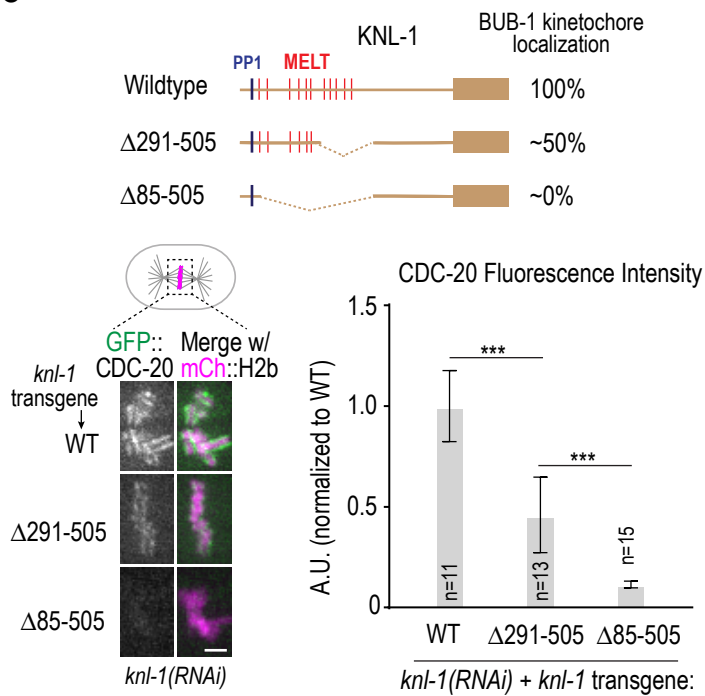 KNL-1
BUB-1 kinetochore
localization
PP1 MELT
Wildtype 100%
Δ291-505 ~50%
Δ85-505 ~0%
GFP:: Merge w/
CDC-20 mCh::H2b
knl-1
transgene
WT
Δ291-505
Δ85-505
knl-1(RNAi)
CDC-20 Fluorescence Intensity
A.U. (normalized to WT)
1.5
1.0
0.5
0
***
***
n=11
n=13
n=15
WT Δ291-505 Δ85-505
knl-1(RNAi) + knl-1 transgene: